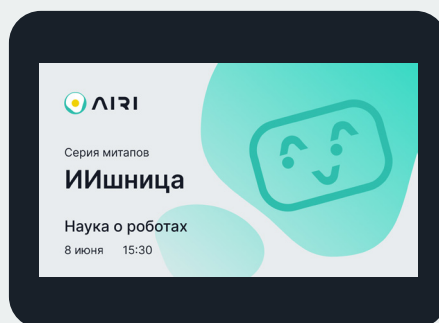 AIRI
Серия митапов
ИИшница
Наука о роботах
8 июня 15:30